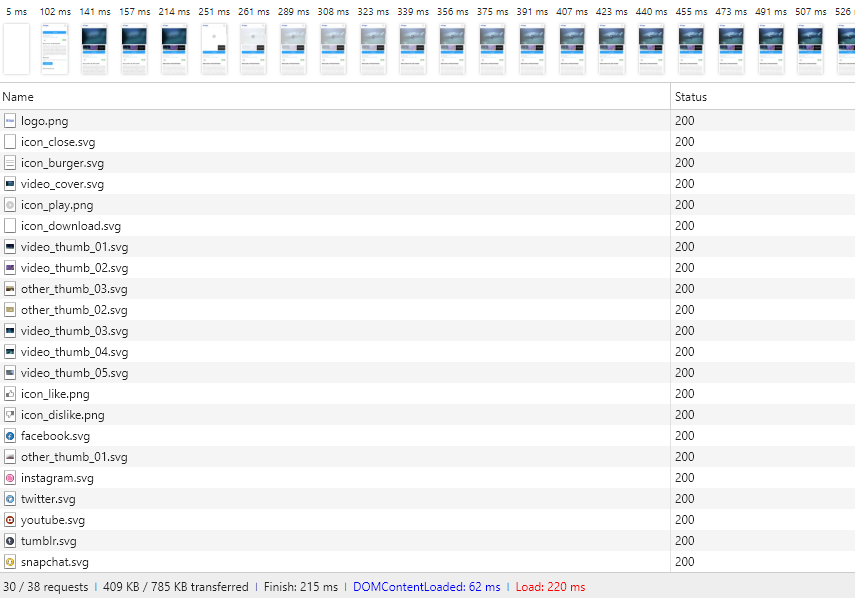 5 ms 102 ms 141 ms 157 ms 214 ms 251 ms 261 ms 289 ms 308 ms 323 ms 339 ms 356 ms 375 ms 391 ms 407 ms 423 ms 440 ms 455 ms 473 ms 491 ms 507 ms 526
Name Status
logo.png 200
icon_close.svg 200
icon_burger.svg 200
video_cover.svg 200
icon_play.png 200
icon_download.svg 200
video_thumb_01.svg 200
video_thumb_02.svg 200
other_thumb_03.svg 200
other_thumb_02.svg 200
video_thumb_03.svg 200
video_thumb_04.svg 200
video_thumb_05.svg 200
icon_like.png 200
icon_dislike.png 200
facebook.svg 200
other_thumb_01.svg 200
instagram.svg 200
twitter.svg 200
youtube.svg 200
tumblr.svg 200
snapchat.svg 200
30 / 38 requests | 409 KB / 785 KB transferred | Finish: 215 ms | DOMContentLoaded: 62 ms | Load: 220 ms